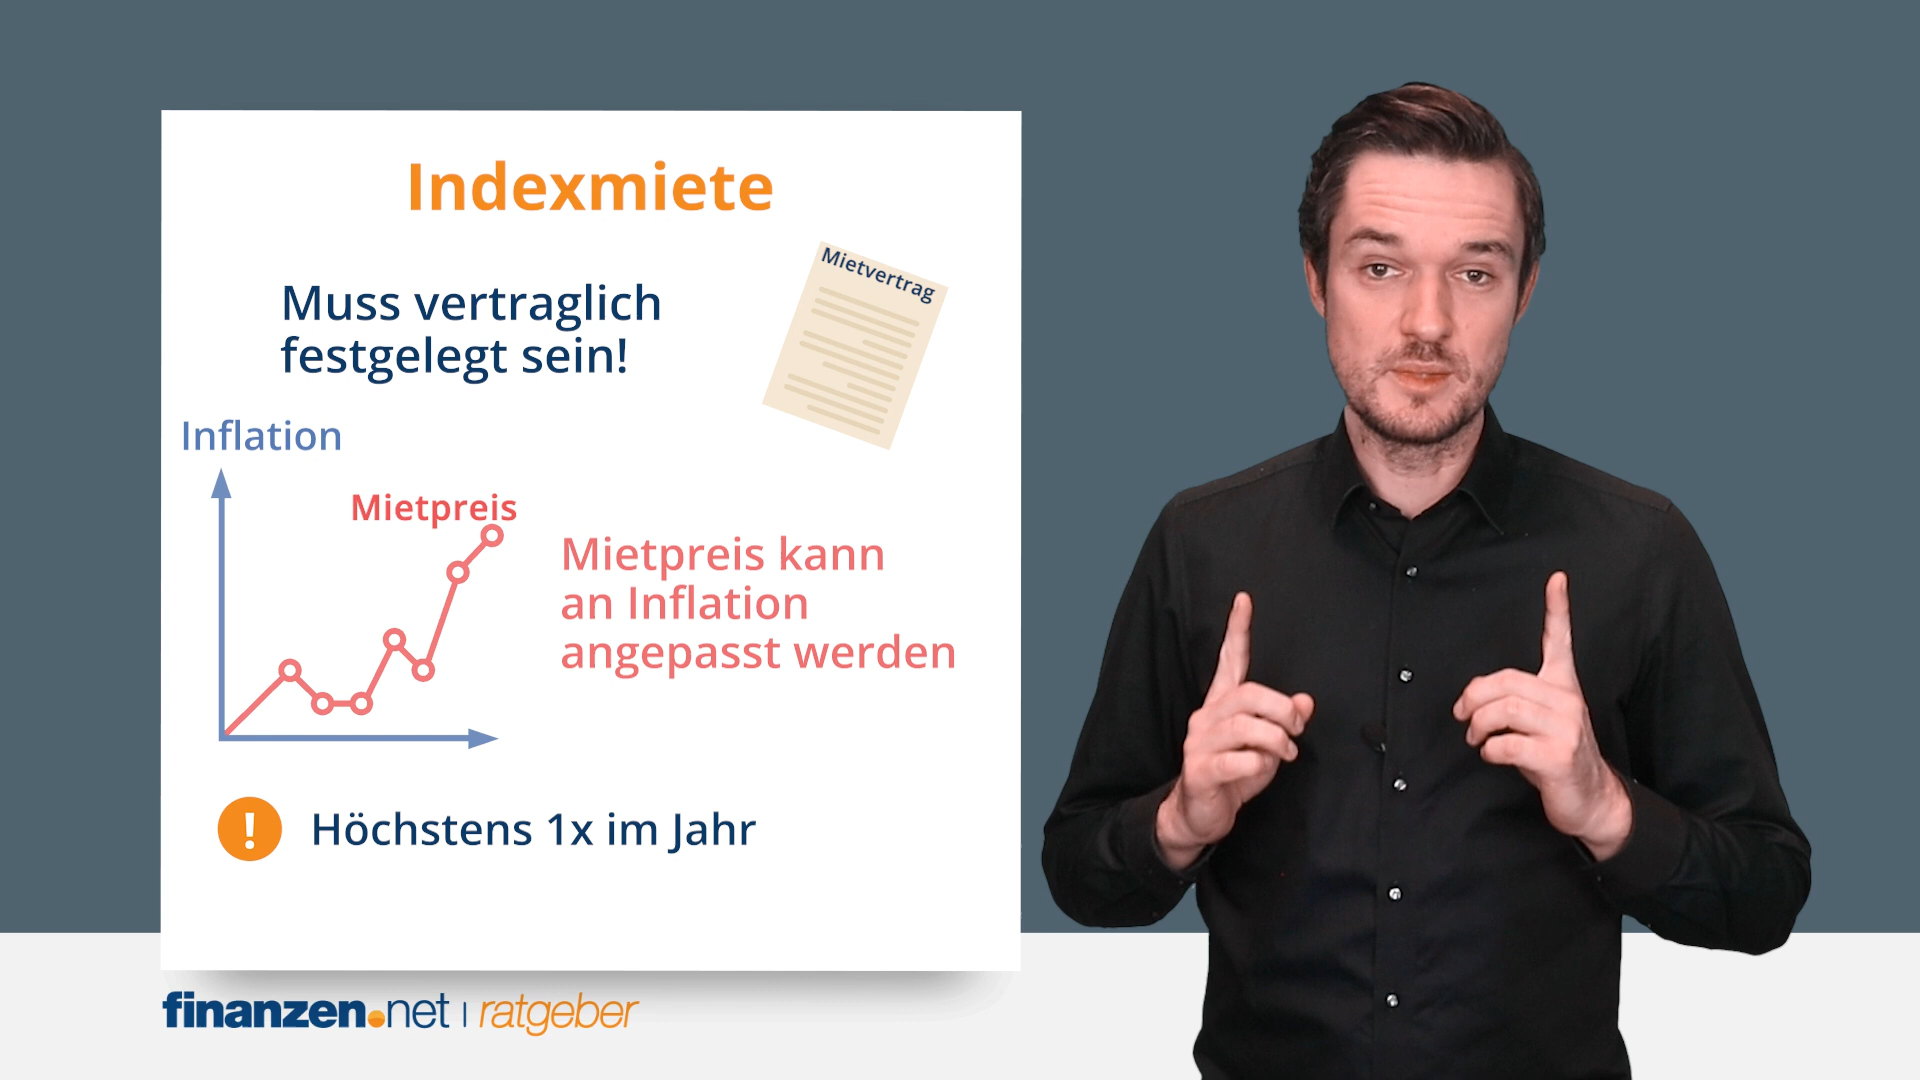 Indexmiete
Muss vertraglich
festgelegt sein!
Mietvertrag
Inflation
Mietpreis
Mietpreis kann
an Inflation
angepasst werden
! Höchstens 1x im Jahr
finanzen.net | ratgeber